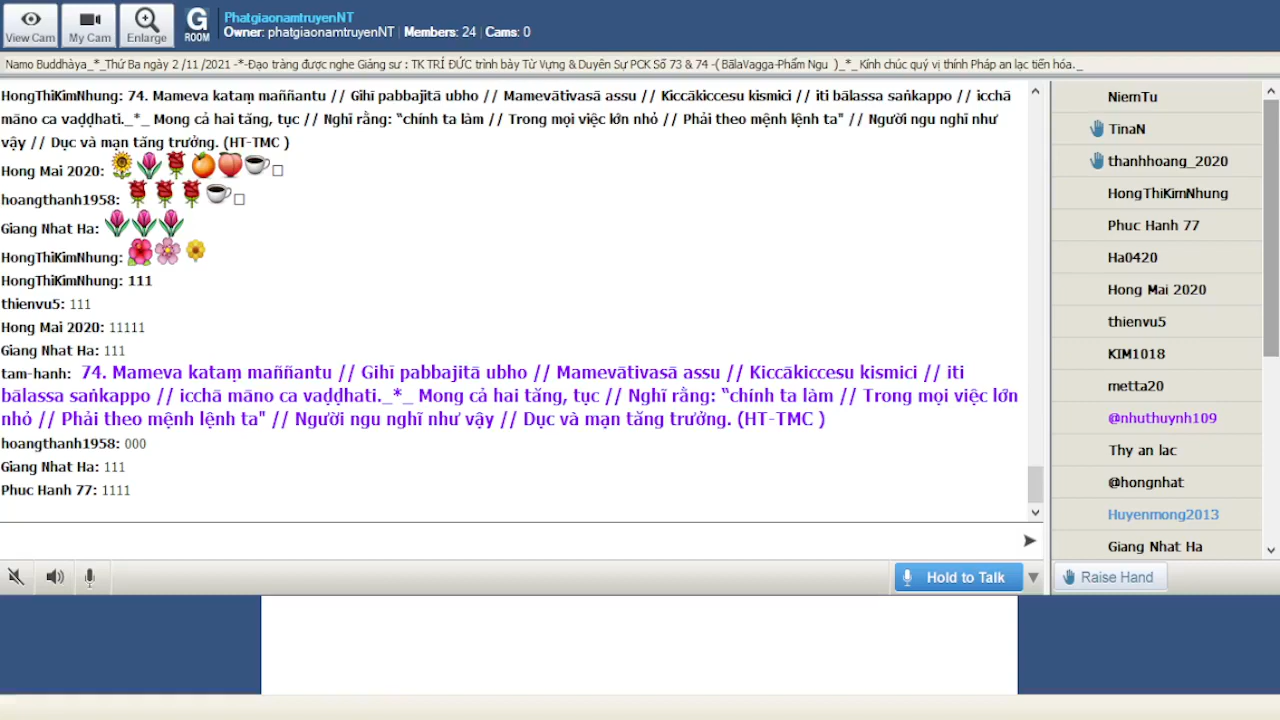 View Cam
My Cam
Enlarge
G
ROOM
PhatgiaonamtruyenNT
Owner: phatgiaonamtruyenNT | Members: 24 | Cams: 0
Namo Buddhàya_*_Thứ Ba ngày 2 /11 /2021 -*-Đạo tràng được nghe Giảng sư : TK TRÍ ĐỨC trình bày Từ Vựng & Duyên Sự PCK Số 73 & 74 -( BãlaVagga-Phẩm Ngu )_*_ Kính chúc quý vị thính Pháp an lạc tiến hóa._
HongThiKimNhung: 74. Mameva kataṃ maññantu // Gihī pabbajitā ubho // Mamevātivasā assu // Kiccākiccesu kismici // iti bālassa saṅkappo // icchā
māno ca vaḍḍhati._*_ Mong cả hai tăng, tục // Nghĩ rằng: “chính ta làm // Trong mọi việc lớn nhỏ // Phải theo mệnh lệnh ta" // Người ngu nghĩ như
vậy // Dục và mạn tăng trưởng. (HT-TMC )
Hong Mai 2020:
hoangthanh1958:
Giang Nhat Ha:
HongThiKimNhung:
HongThiKimNhung: 111
thienvu5: 111
Hong Mai 2020: 11111
Giang Nhat Ha: 111
tam-hanh: 74. Mameva kataṃ maññantu // Gihī pabbajitā ubho // Mamevātivasā assu // Kiccākiccesu kismici // iti
bālassa saṅkappo // icchā māno ca vaḍḍhati._*_ Mong cả hai tăng, tục // Nghĩ rằng: “chính ta làm // Trong mọi việc lớn
nhỏ // Phải theo mệnh lệnh ta" // Người ngu nghĩ như vậy // Dục và mạn tăng trưởng. (HT-TMC )
hoangthanh1958: 000
Giang Nhat Ha: 111
Phuc Hanh 77: 1111
Hold to Talk
NiemTu
TinaN
thanhhoang_2020
HongThiKimNhung
Phuc Hanh 77
Ha0420
Hong Mai 2020
thienvu5
KIM1018
metta20
@nhuthuynh109
Thy an lac
@hongnhat
Huyenmong2013
Giang Nhat Ha
Raise Hand